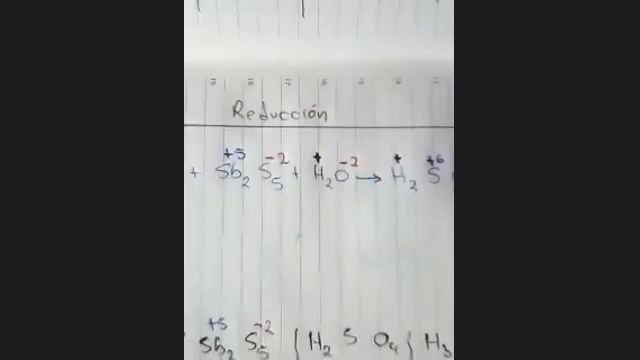 Reducción
+ Sb₂⁺⁵ S₅⁻² + H₂⁺ O⁻² → H₂⁺ S⁺⁶
Sb₂⁺⁵ S₅⁻² { H₂ S O₄ { H₃